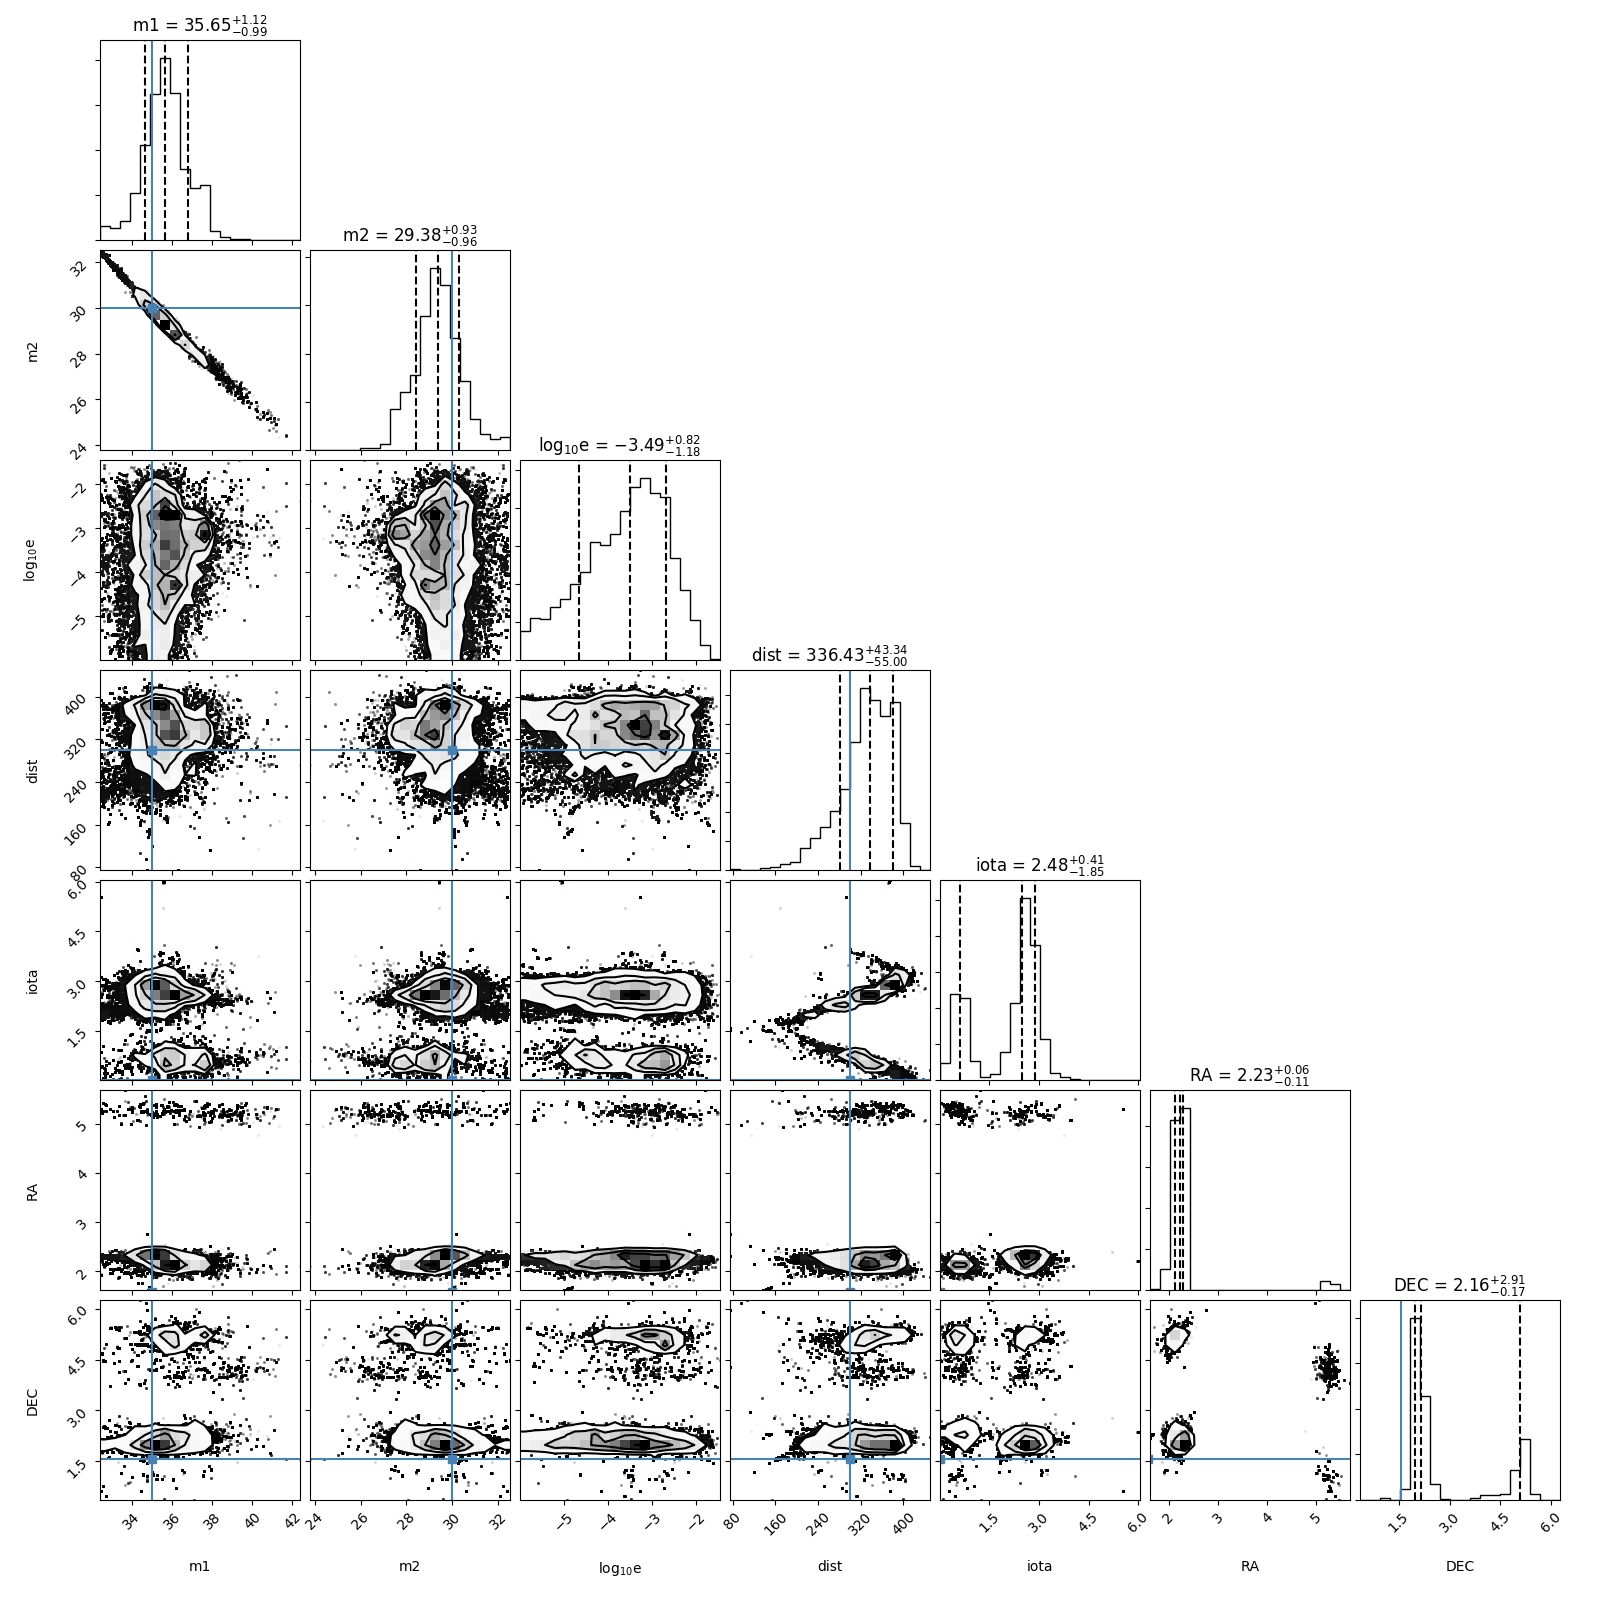 m1 = 35.65+1.12 −0.99
m2 = 29.38+0.93 −0.96
32
30
28
26
24
m2
log10e = −3.49+0.82 −1.18
−2
−3
−4
−5
log10e
dist = 336.43+43.34 −55.00
400
320
240
160
80
dist
iota = 2.48+0.41 −1.85
6.0
4.5
3.0
1.5
iota
RA = 2.23+0.06 −0.11
5
4
3
2
RA
DEC = 2.16+2.91 −0.17
6.0
4.5
3.0
1.5
DEC
34 36 38 40 42 24 26 28 30 32 −5 −4 −3 −2 80 160 240 320 400 1.5 3.0 4.5 6.0 2 3 4 5 1.5 3.0 4.5 6.0
m1 m2 log10e dist iota RA DEC